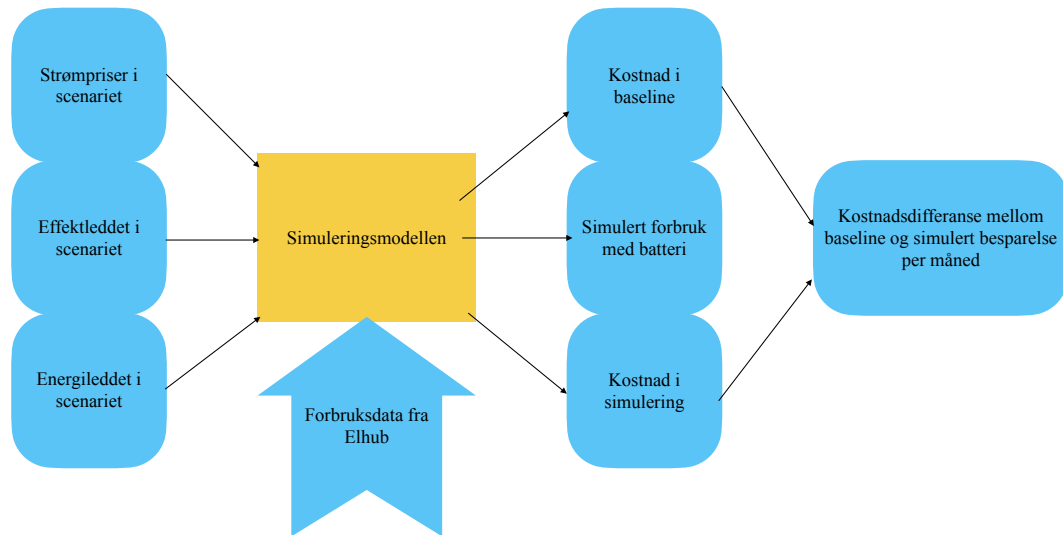 Strømpriser i
scenariet
Effektleddet i
scenariet
Energileddet i
scenariet
Simuleringsmodellen
Forbruksdata fra
Elhub
Kostnad i
baseline
Simulert forbruk
med batteri
Kostnad i
simulering
Kostnadsdifferanse mellom
baseline og simulert besparelse
per måned